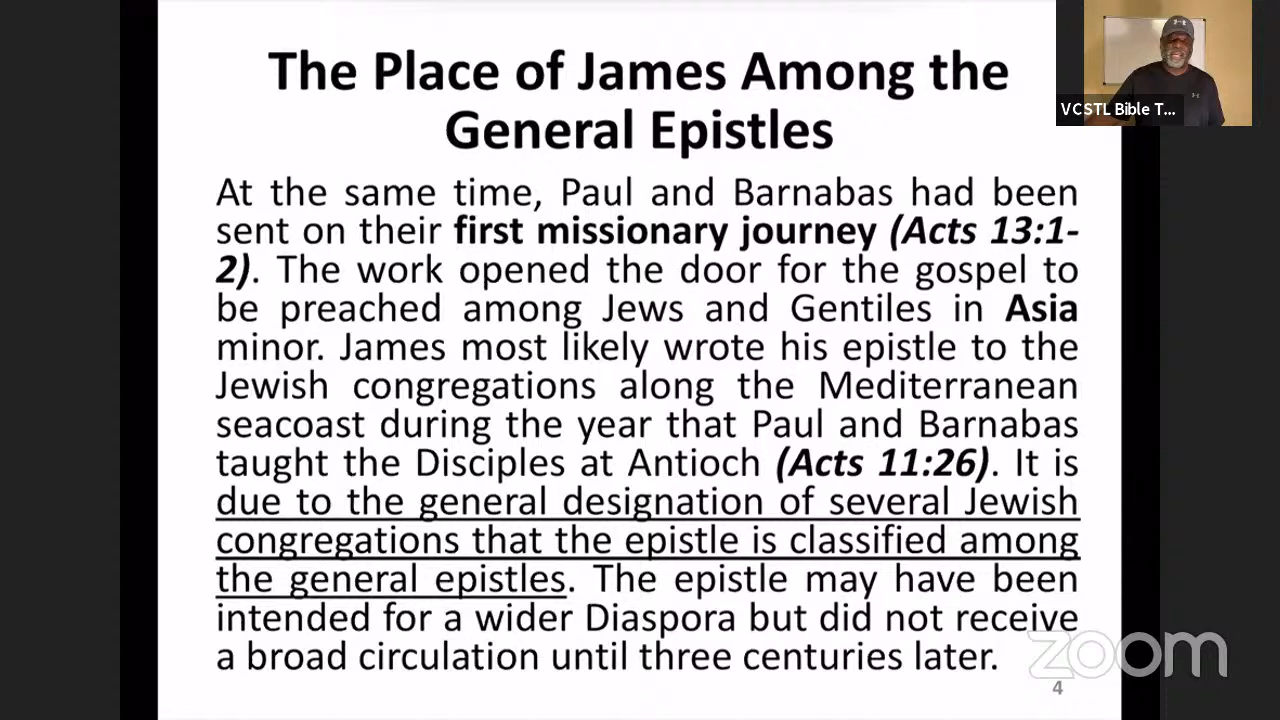 The Place of James Among the
General Epistles
VCSTL Bible T...
At the same time, Paul and Barnabas had been
sent on their first missionary journey (Acts 13:1-
2). The work opened the door for the gospel to
be preached among Jews and Gentiles in Asia
minor. James most likely wrote his epistle to the
Jewish congregations along the Mediterranean
seacoast during the year that Paul and Barnabas
taught the Disciples at Antioch (Acts 11:26). It is
due to the general designation of several Jewish
congregations that the epistle is classified among
the general epistles. The epistle may have been
intended for a wider Diaspora but did not receive
a broad circulation until three centuries later.
zoom
4